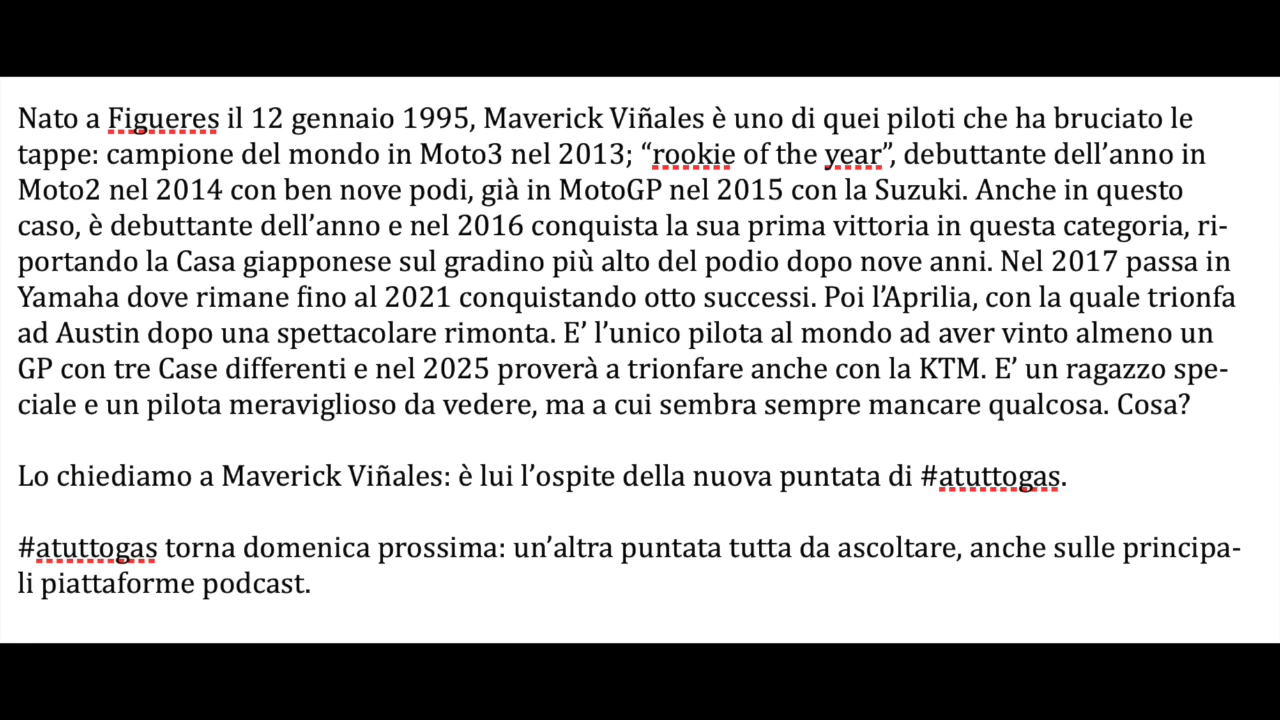 Nato a Figueres il 12 gennaio 1995, Maverick Viñales è uno di quei piloti che ha bruciato le
tappe: campione del mondo in Moto3 nel 2013; “rookie of the year”, debuttante dell’anno in
Moto2 nel 2014 con ben nove podi, già in MotoGP nel 2015 con la Suzuki. Anche in questo
caso, è debuttante dell’anno e nel 2016 conquista la sua prima vittoria in questa categoria, ri-
portando la Casa giapponese sul gradino più alto del podio dopo nove anni. Nel 2017 passa in
Yamaha dove rimane fino al 2021 conquistando otto successi. Poi l’Aprilia, con la quale trionfa
ad Austin dopo una spettacolare rimonta. E’ l’unico pilota al mondo ad aver vinto almeno un
GP con tre Case differenti e nel 2025 proverà a trionfare anche con la KTM. E’ un ragazzo spe-
ciale e un pilota meraviglioso da vedere, ma a cui sembra sempre mancare qualcosa. Cosa?
Lo chiediamo a Maverick Viñales: è lui l’ospite della nuova puntata di #atuttogas.
#atuttogas torna domenica prossima: un’altra puntata tutta da ascoltare, anche sulle principa-
li piattaforme podcast.